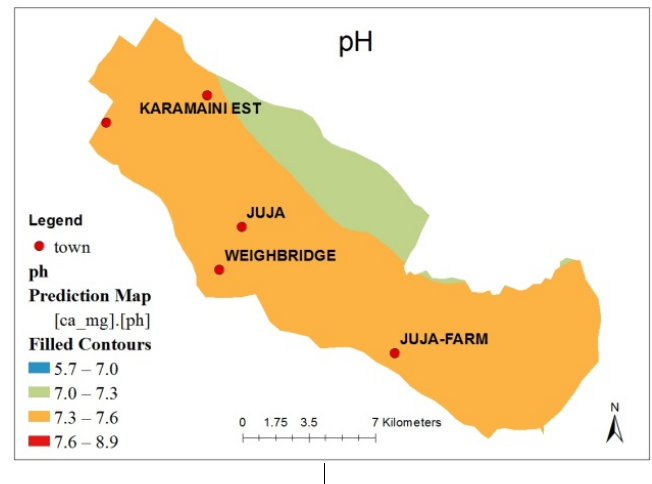 pH
KARAMAINI EST
JUJA
WEIGHBRIDGE
JUJA-FARM
Legend
town
ph
Prediction Map
[ca_mg].[ph]
Filled Contours
5.7 – 7.0
7.0 – 7.3
7.3 – 7.6
7.6 – 8.9
0 1.75 3.5 7 Kilometers
N